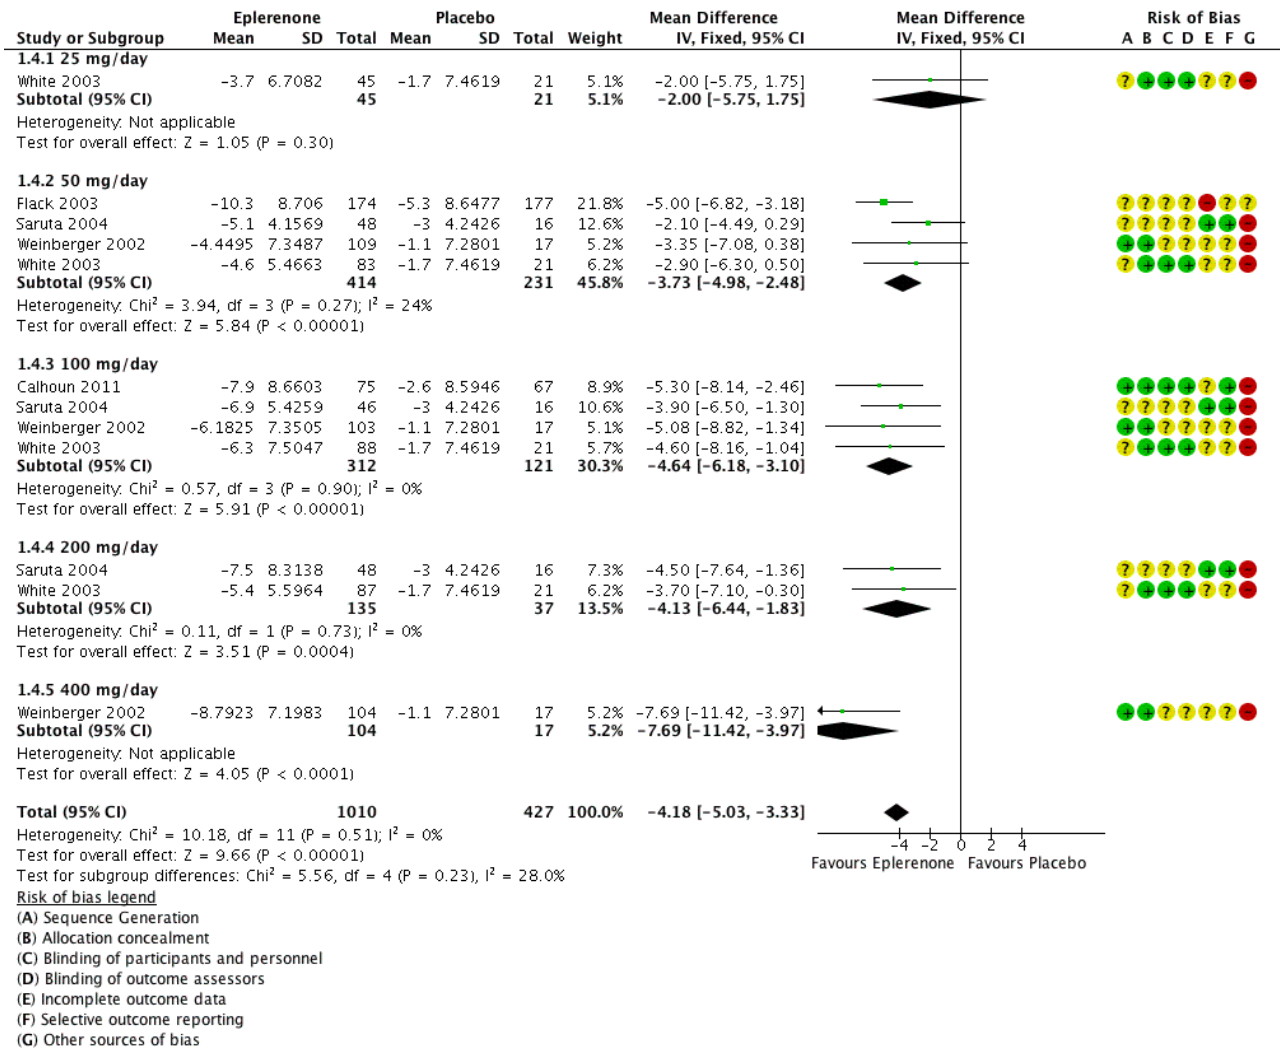 Eplerenone Placebo Mean Difference Mean Difference Risk of Bias
Study or Subgroup Mean SD Total Mean SD Total Weight IV, Fixed, 95% CI IV, Fixed, 95% CI A B C D E F G
1.4.1 25 mg/day
White 2003 −3.7 6.7082 45 −1.7 7.4619 21 5.1% −2.00 [−5.75, 1.75] ? + + + ? ? −
Subtotal (95% CI) 45 21 5.1% −2.00 [−5.75, 1.75]
Heterogeneity: Not applicable
Test for overall effect: Z = 1.05 (P = 0.30)
1.4.2 50 mg/day
Flack 2003 −10.3 8.706 174 −5.3 8.6477 177 21.8% −5.00 [−6.82, −3.18] ? ? ? ? − ? ?
Saruta 2004 −5.1 4.1569 48 −3 4.2426 16 12.6% −2.10 [−4.49, 0.29] ? ? ? ? + + −
Weinberger 2002 −4.4495 7.3487 109 −1.1 7.2801 17 5.2% −3.35 [−7.08, 0.38] + + ? ? ? ? −
White 2003 −4.6 5.4663 83 −1.7 7.4619 21 6.2% −2.90 [−6.30, 0.50] ? + + + ? ? −
Subtotal (95% CI) 414 231 45.8% −3.73 [−4.98, −2.48]
Heterogeneity: Chi² = 3.94, df = 3 (P = 0.27); I² = 24%
Test for overall effect: Z = 5.84 (P < 0.00001)
1.4.3 100 mg/day
Calhoun 2011 −7.9 8.6603 75 −2.6 8.5946 67 8.9% −5.30 [−8.14, −2.46] + + + + ? + −
Saruta 2004 −6.9 5.4259 46 −3 4.2426 16 10.6% −3.90 [−6.50, −1.30] ? ? ? ? + + −
Weinberger 2002 −6.1825 7.3505 103 −1.1 7.2801 17 5.1% −5.08 [−8.82, −1.34] + + ? ? ? ? −
White 2003 −6.3 7.5047 88 −1.7 7.4619 21 5.7% −4.60 [−8.16, −1.04] ? + + + ? ? −
Subtotal (95% CI) 312 121 30.3% −4.64 [−6.18, −3.10]
Heterogeneity: Chi² = 0.57, df = 3 (P = 0.90); I² = 0%
Test for overall effect: Z = 5.91 (P < 0.00001)
1.4.4 200 mg/day
Saruta 2004 −7.5 8.3138 48 −3 4.2426 16 7.3% −4.50 [−7.64, −1.36] ? ? ? ? + + −
White 2003 −5.4 5.5964 87 −1.7 7.4619 21 6.2% −3.70 [−7.10, −0.30] ? + + + ? ? −
Subtotal (95% CI) 135 37 13.5% −4.13 [−6.44, −1.83]
Heterogeneity: Chi² = 0.11, df = 1 (P = 0.73); I² = 0%
Test for overall effect: Z = 3.51 (P = 0.0004)
1.4.5 400 mg/day
Weinberger 2002 −8.7923 7.1983 104 −1.1 7.2801 17 5.2% −7.69 [−11.42, −3.97] + + ? ? ? ? −
Subtotal (95% CI) 104 17 5.2% −7.69 [−11.42, −3.97]
Heterogeneity: Not applicable
Test for overall effect: Z = 4.05 (P < 0.0001)
Total (95% CI) 1010 427 100.0% −4.18 [−5.03, −3.33]
Heterogeneity: Chi² = 10.18, df = 11 (P = 0.51); I² = 0%
Test for overall effect: Z = 9.66 (P < 0.00001)
Test for subgroup differences: Chi² = 5.56, df = 4 (P = 0.23), I² = 28.0%
−4 −2 0 2 4
Favours Eplerenone Favours Placebo
Risk of bias legend
(A) Sequence Generation
(B) Allocation concealment
(C) Blinding of participants and personnel
(D) Blinding of outcome assessors
(E) Incomplete outcome data
(F) Selective outcome reporting
(G) Other sources of bias